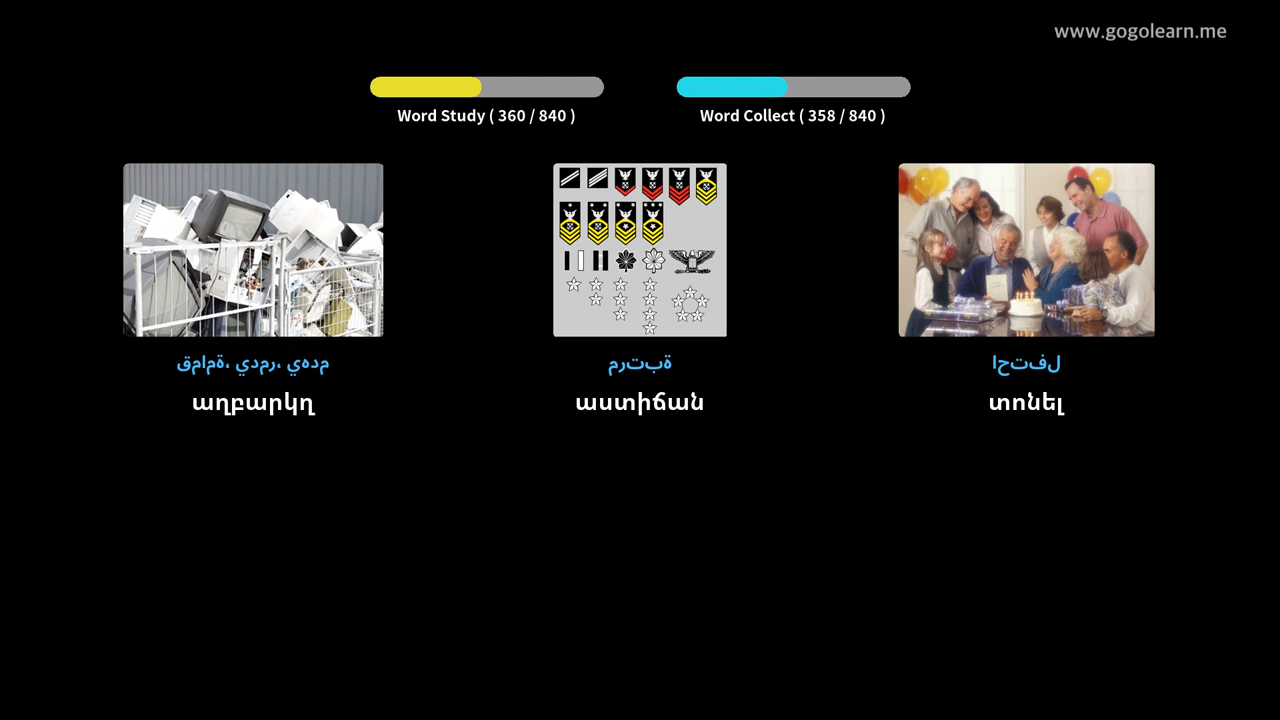 www.gogolearn.me
Word Study ( 360 / 840 )
Word Collect ( 358 / 840 )
قمامة، يدمر، يهدم
مرتبة
احتفل
աղբարկղ
աստիճան
տոնել